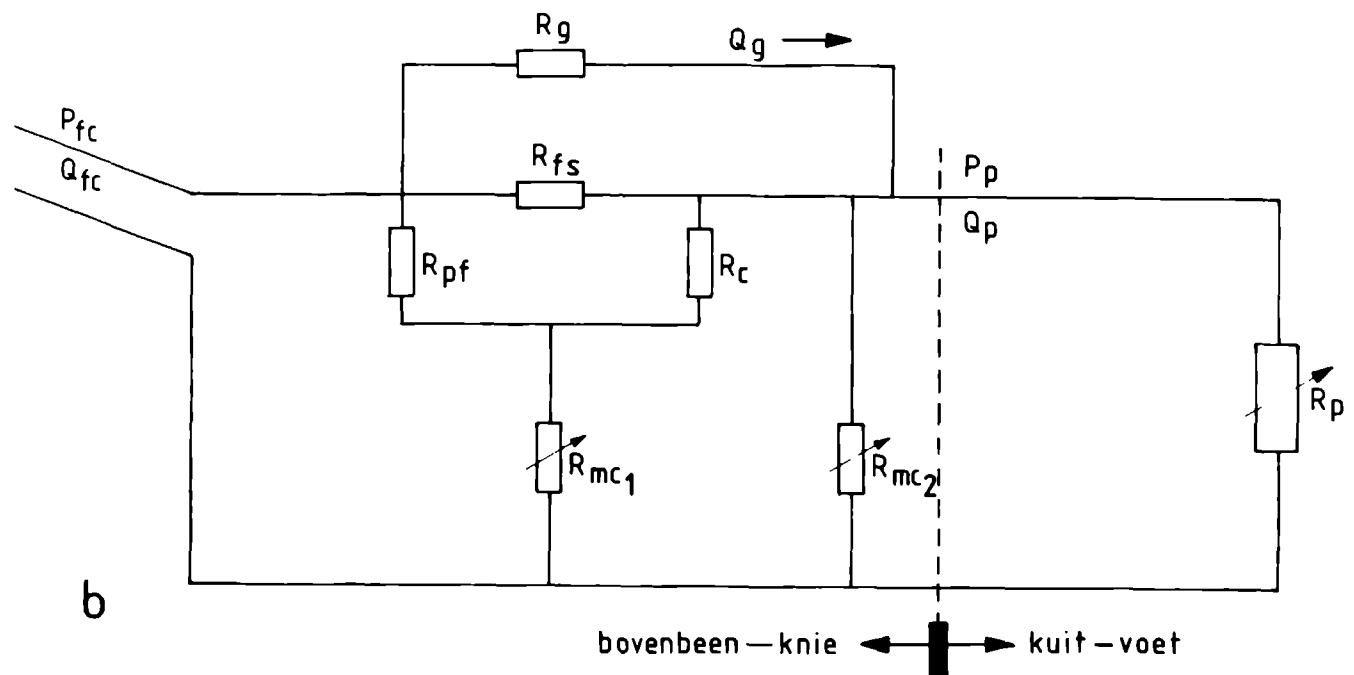 Rg
Qg
Pfc
Qfc
Rfs
Pp
Qp
Rpf
Rc
Rp
Rmc1
Rmc2
b
bovenbeen – knie
kuit – voet